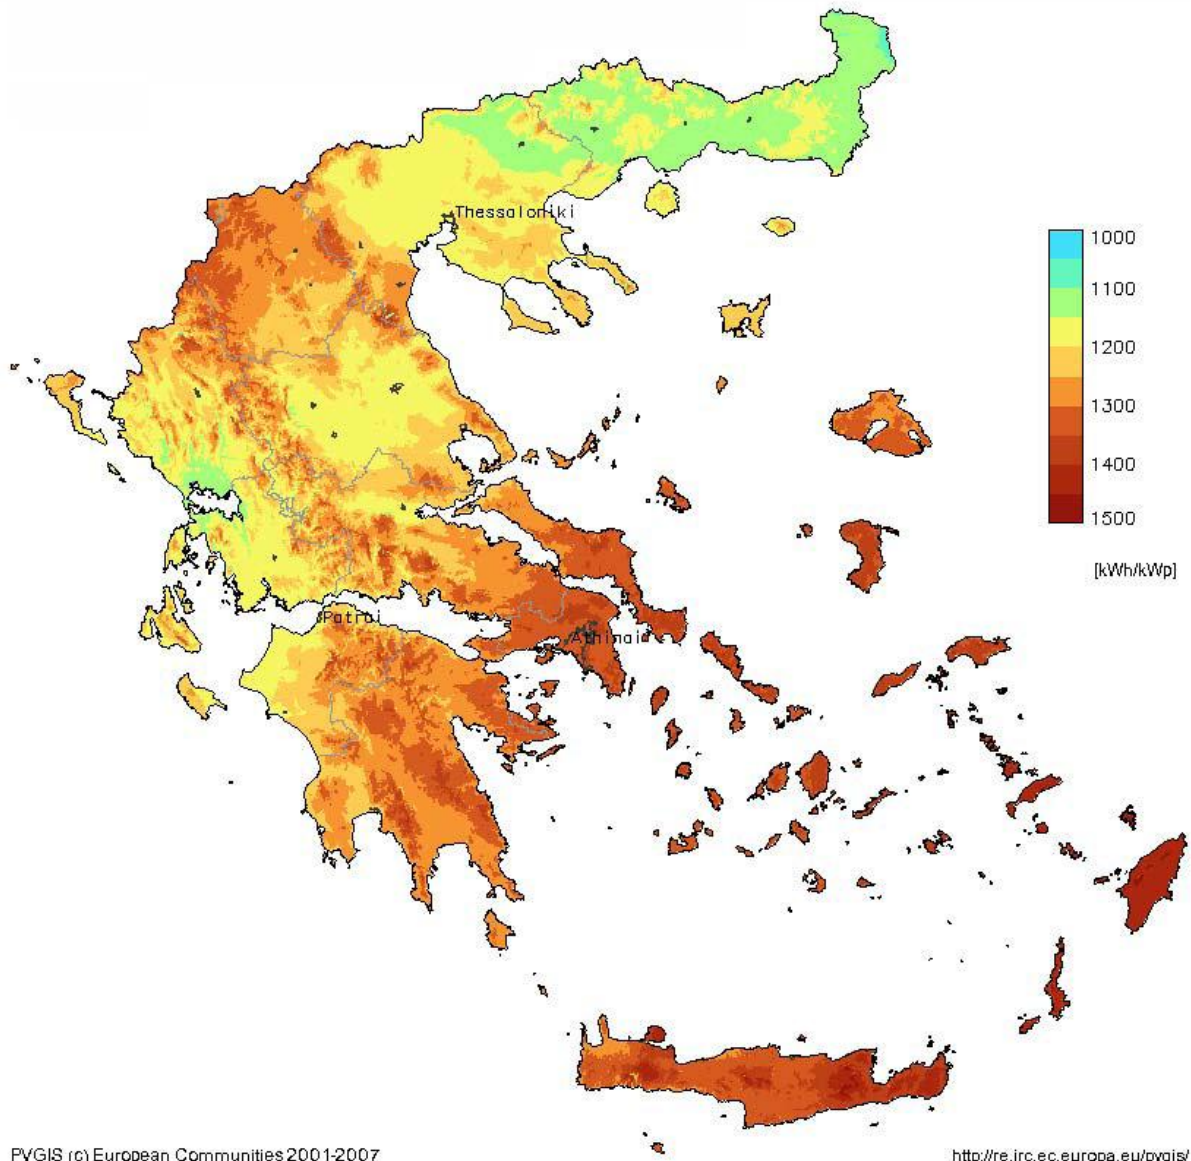 Thessaloniki
1000
1100
1200
1300
1400
1500
[kWh/kWp]
Patrai
Athinai
PVGIS (c) European Communities 2001-2007
http://re.jrc.ec.europa.eu/pvgis/